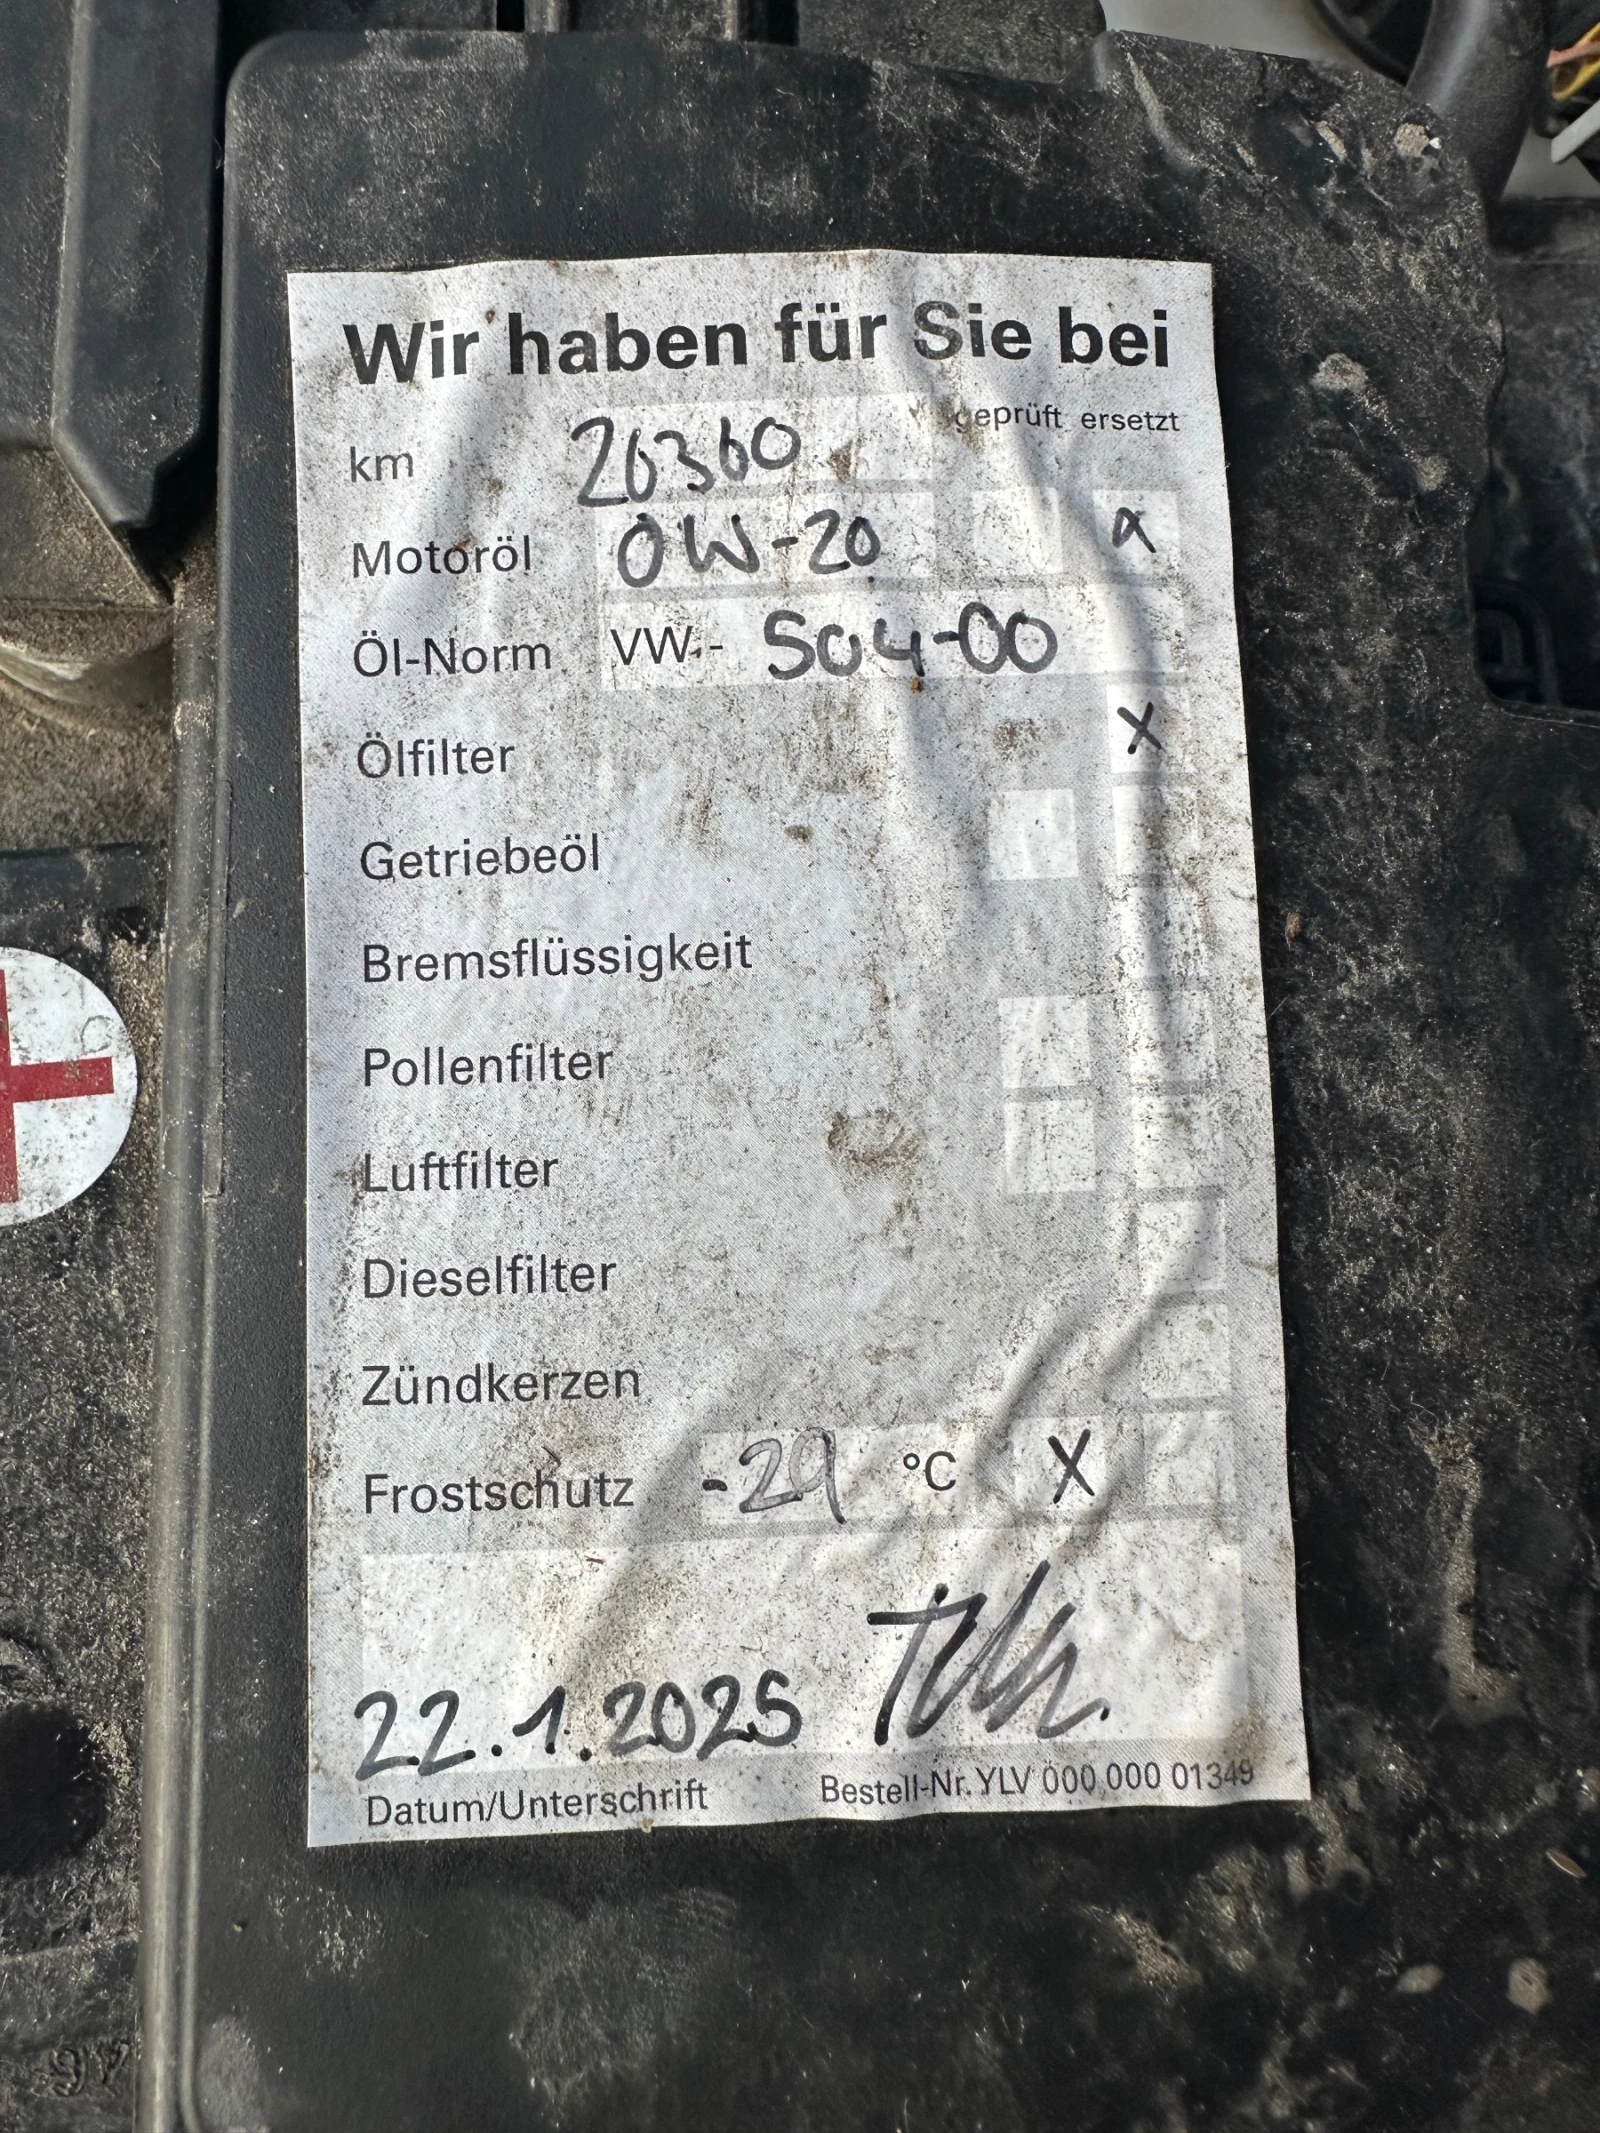 Wir haben für Sie bei
geprüft ersetzt
km 26360
Motoröl 0W-20 x
Öl-Norm VW.- 504-00
Ölfilter X
Getriebeöl
Bremsflüssigkeit
Pollenfilter
Luftfilter
Dieselfilter
Zündkerzen
Frostschutz -29 °C X
22.1.2025
Datum/Unterschrift Bestell-Nr. YLV 000 000 01349